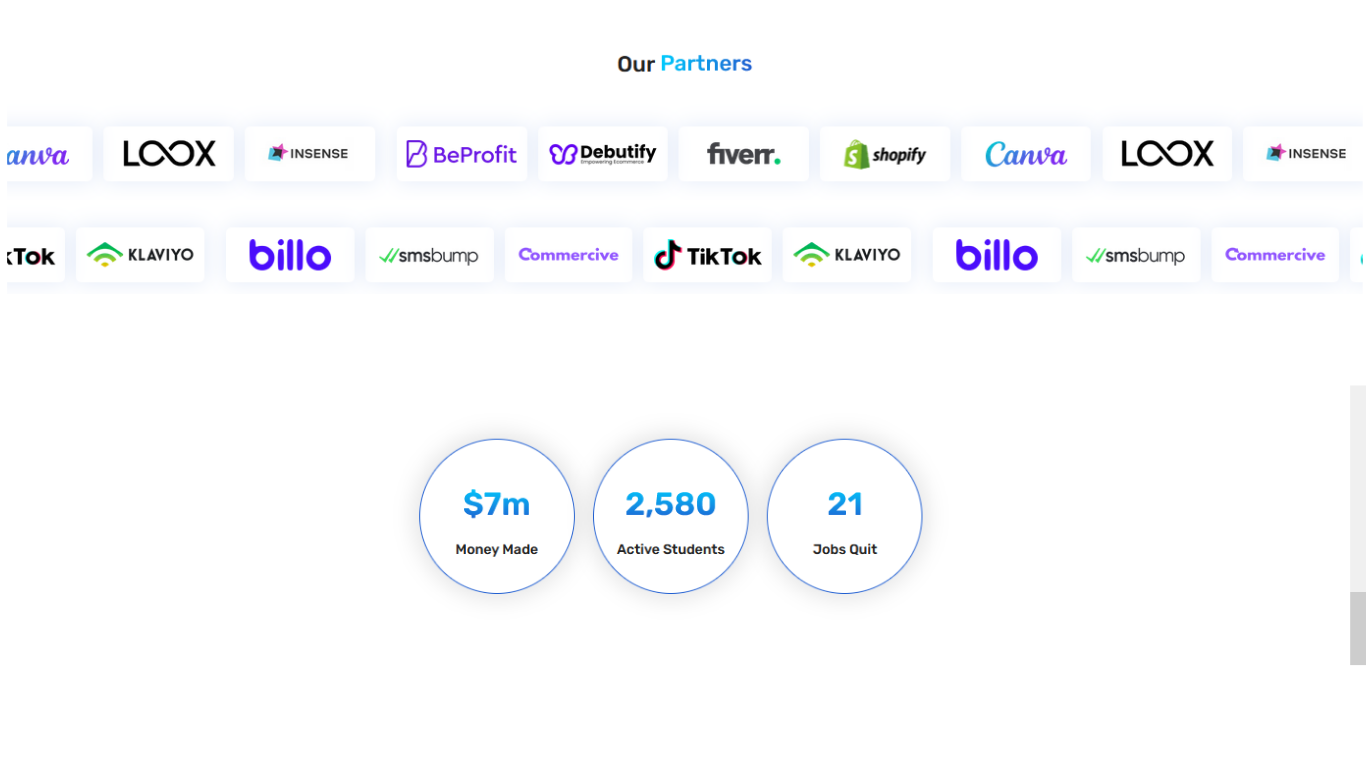 Our Partners
anva LOOX INSENSE BeProfit Debutify Empowering Ecommerce fiverr. shopify Canva LOOX INSENSE
kTok KLAVIYO billo smsbump Commercive TikTok KLAVIYO billo smsbump Commercive
$7m 2,580 21
Money Made Active Students Jobs Quit